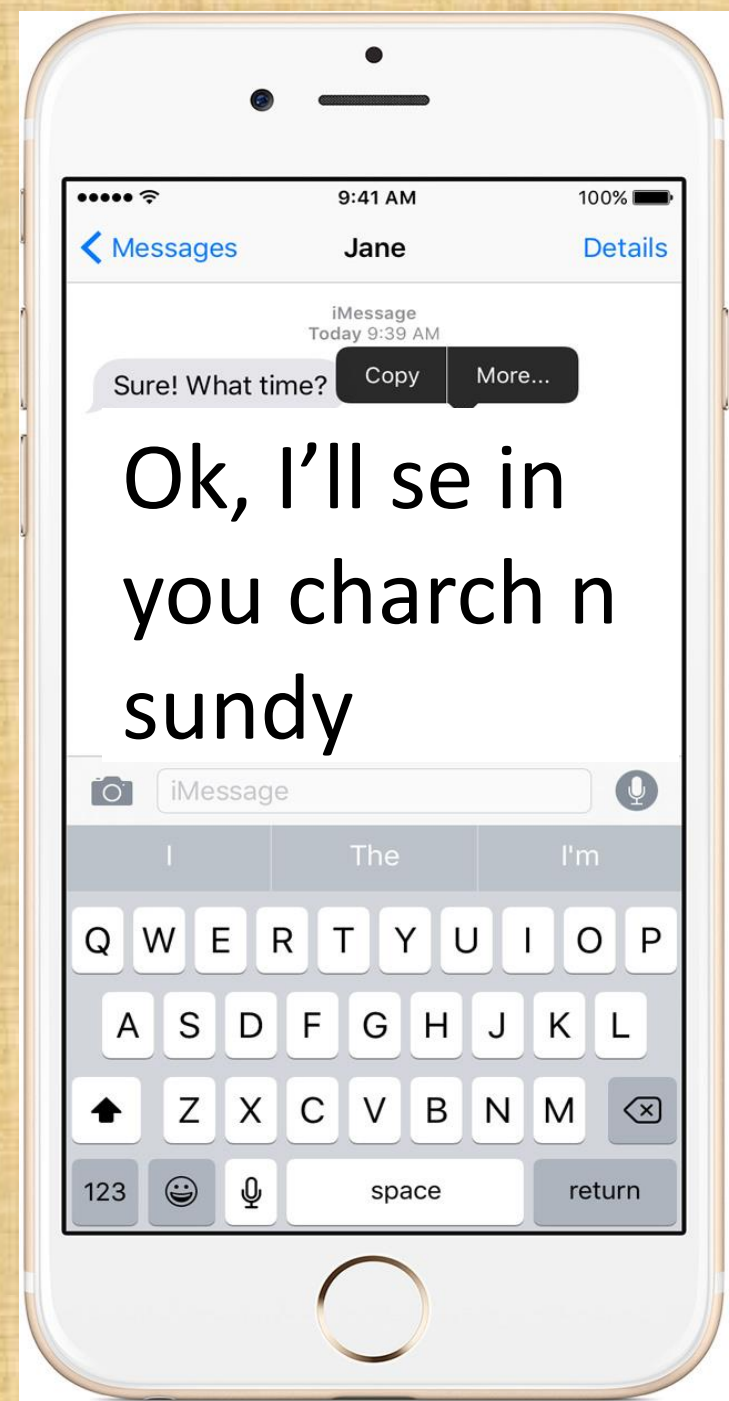 9:41 AM 100%
Messages Jane Details
iMessage
Today 9:39 AM
Sure! What time? Copy More...
Ok, I’ll se in
you charch n
sundy
iMessage
I The I'm
Q W E R T Y U I O P
A S D F G H J K L
Z X C V B N M
123 space return